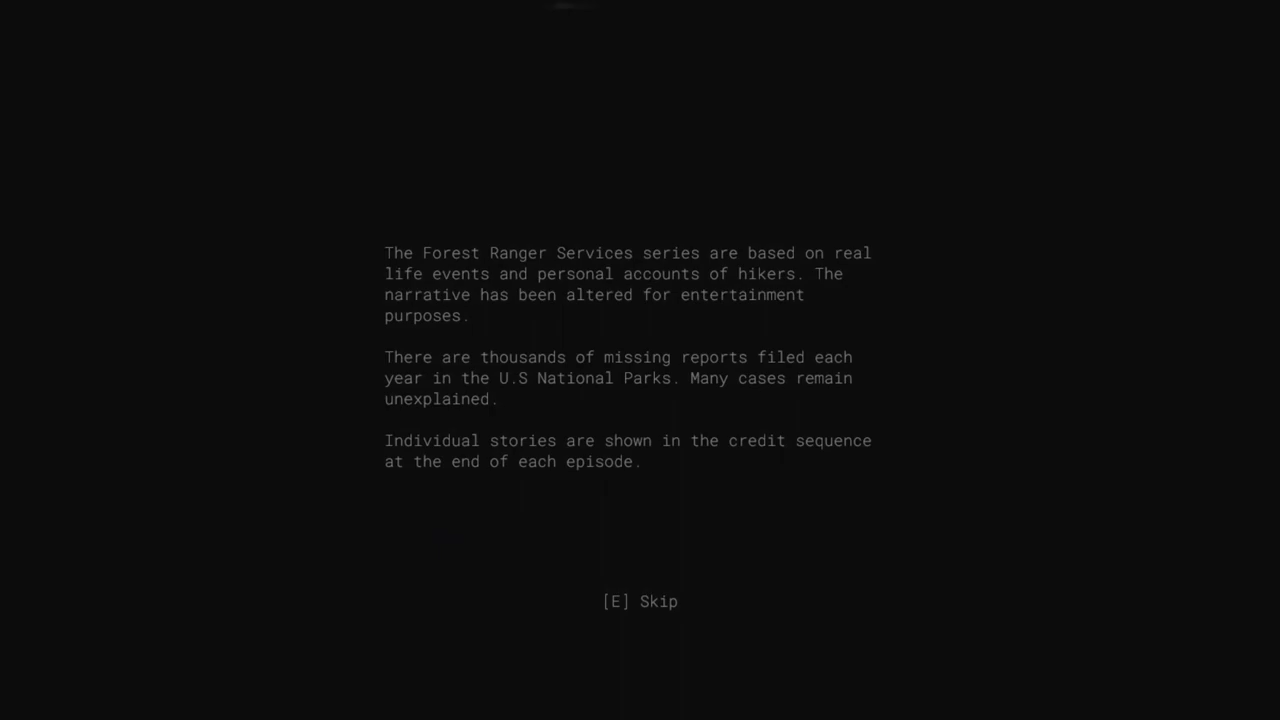 The Forest Ranger Services series are based on real
life events and personal accounts of hikers. The
narrative has been altered for entertainment
purposes.
There are thousands of missing reports filed each
year in the U.S National Parks. Many cases remain
unexplained.
Individual stories are shown in the credit sequence
at the end of each episode.
[E] Skip